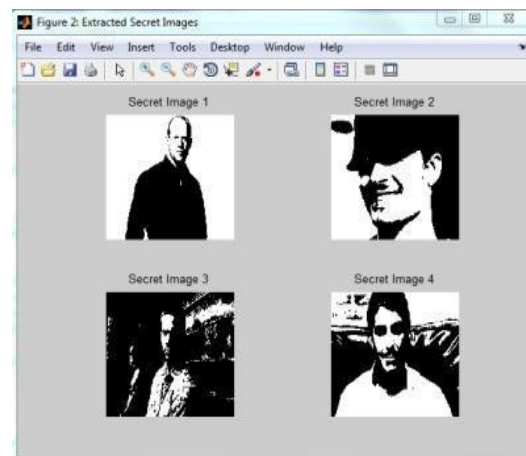 Figure 2: Extracted Secret Images
File Edit View Insert Tools Desktop Window Help
Secret Image 1 Secret Image 2
Secret Image 3 Secret Image 4